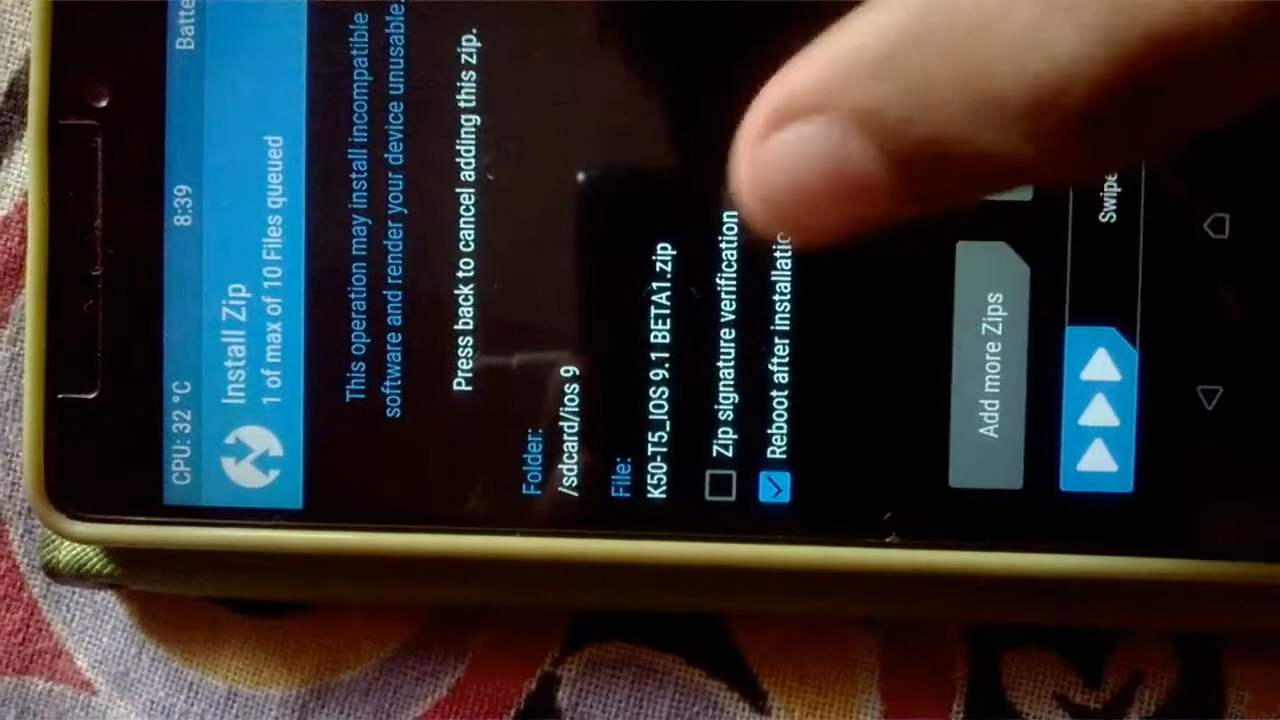 CPU: 32 °C 8:39 Batte
Install Zip
1 of max of 10 Files queued
This operation may install incompatible
software and render your device unusable.
Press back to cancel adding this zip.
Folder:
/sdcard/ios 9
File:
K50-T5_IOS 9.1 BETA1.zip
Zip signature verification
Reboot after installatio
Add more Zips
Swipe